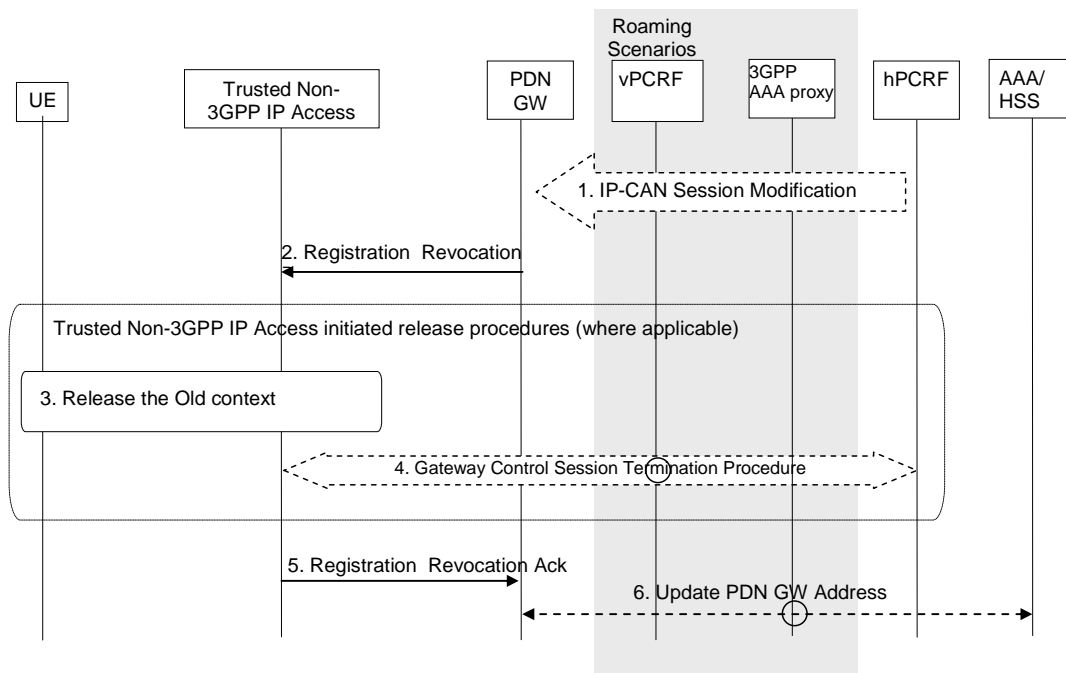 Roaming
Scenarios
UE
Trusted Non-
3GPP IP Access
PDN
GW
vPCRF
3GPP
AAA proxy
hPCRF
AAA/
HSS
1. IP-CAN Session Modification
2. Registration Revocation
Trusted Non-3GPP IP Access initiated release procedures (where applicable)
3. Release the Old context
4. Gateway Control Session Termination Procedure
5. Registration Revocation Ack
6. Update PDN GW Address